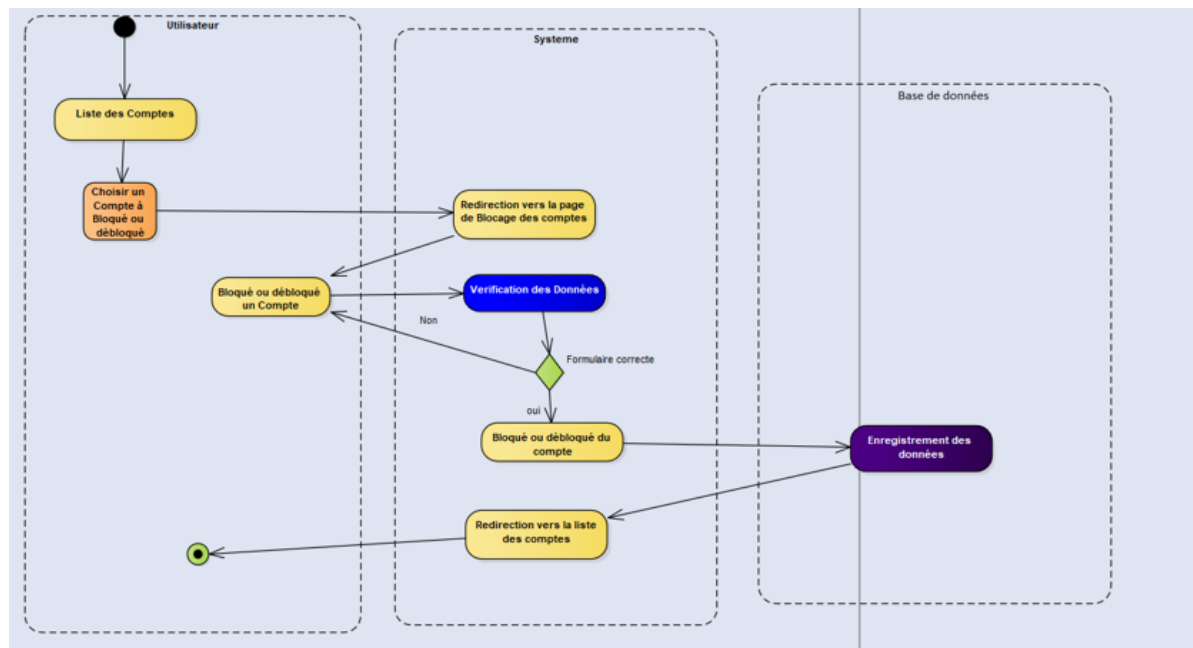 Utilisateur
Systeme
Base de données
Liste des Comptes
Choisir un
Compte à
Bloqué ou
débloqué
Redirection vers la page
de Blocage des comptes
Bloqué ou débloqué
un Compte
Verification des Données
Non
Formulaire correcte
oui
Bloqué ou débloqué du
compte
Enregistrement des
données
Redirection vers la liste
des comptes